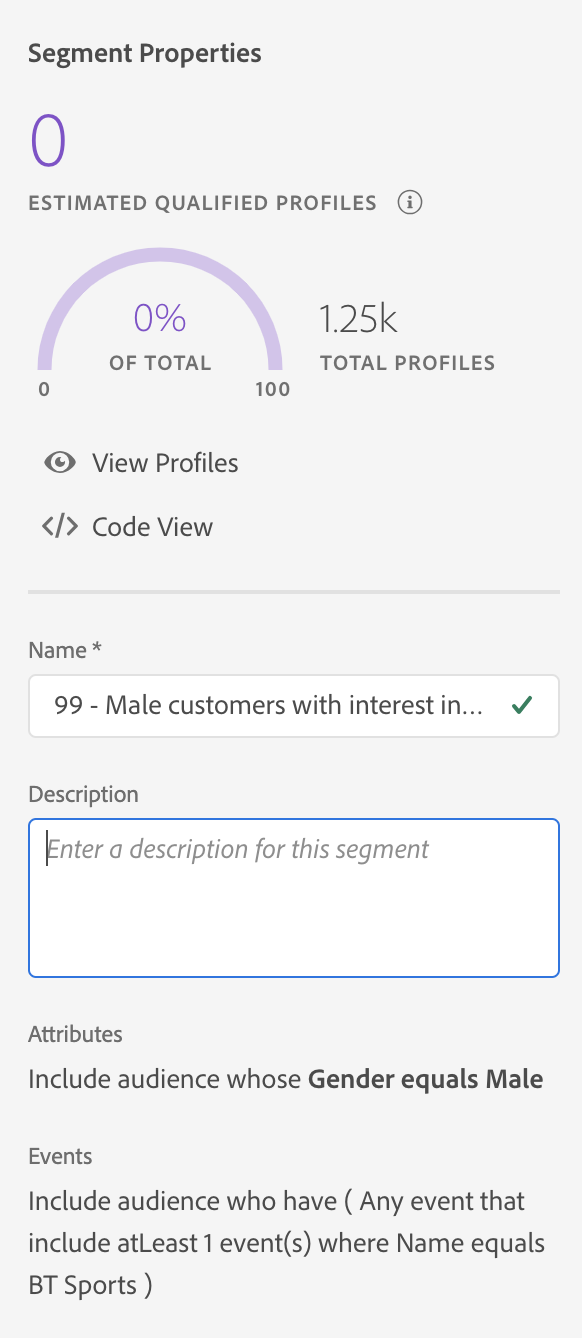 Segment Properties
0
ESTIMATED QUALIFIED PROFILES
0%
OF TOTAL
0
100
1.25k
TOTAL PROFILES
View Profiles
Code View
Name *
99 - Male customers with interest in...
Description
Enter a description for this segment
Attributes
Include audience whose Gender equals Male
Events
Include audience who have ( Any event that
include atLeast 1 event(s) where Name equals
BT Sports )